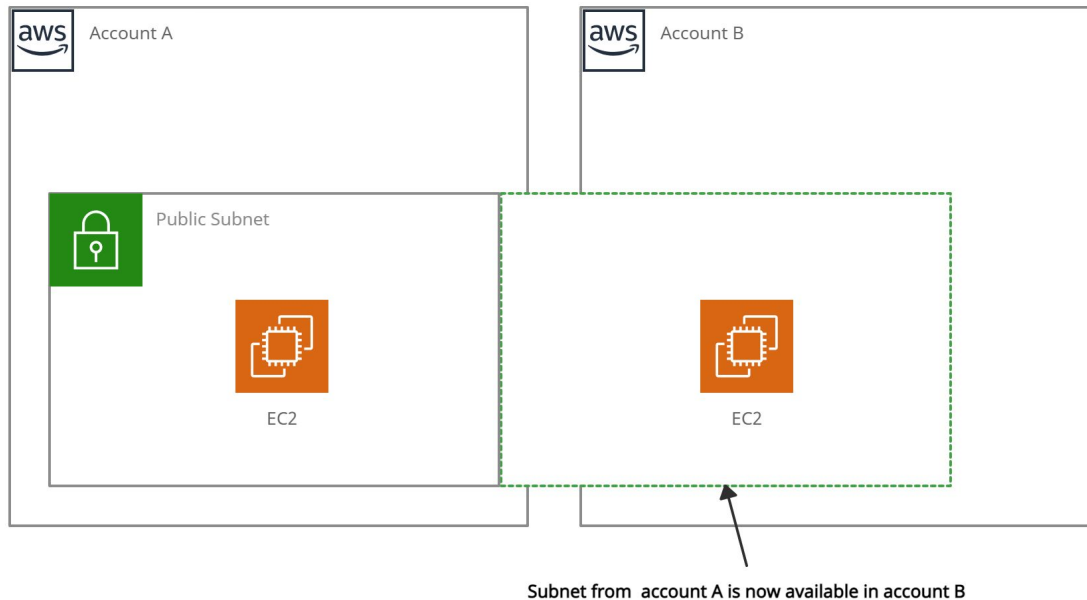 aws
Account A
aws
Account B
Public Subnet
EC2
EC2
Subnet from account A is now available in account B